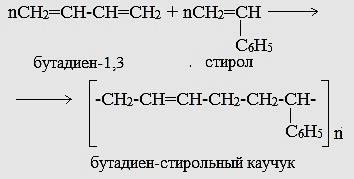 nCH2=CH-CH=CH2 + nCH2=CH
C6H5
бутадиен-1,3 . стирол
-CH2-CH=CH-CH2-CH2-CH-
C6H5
n
бутадиен-стирольный каучук